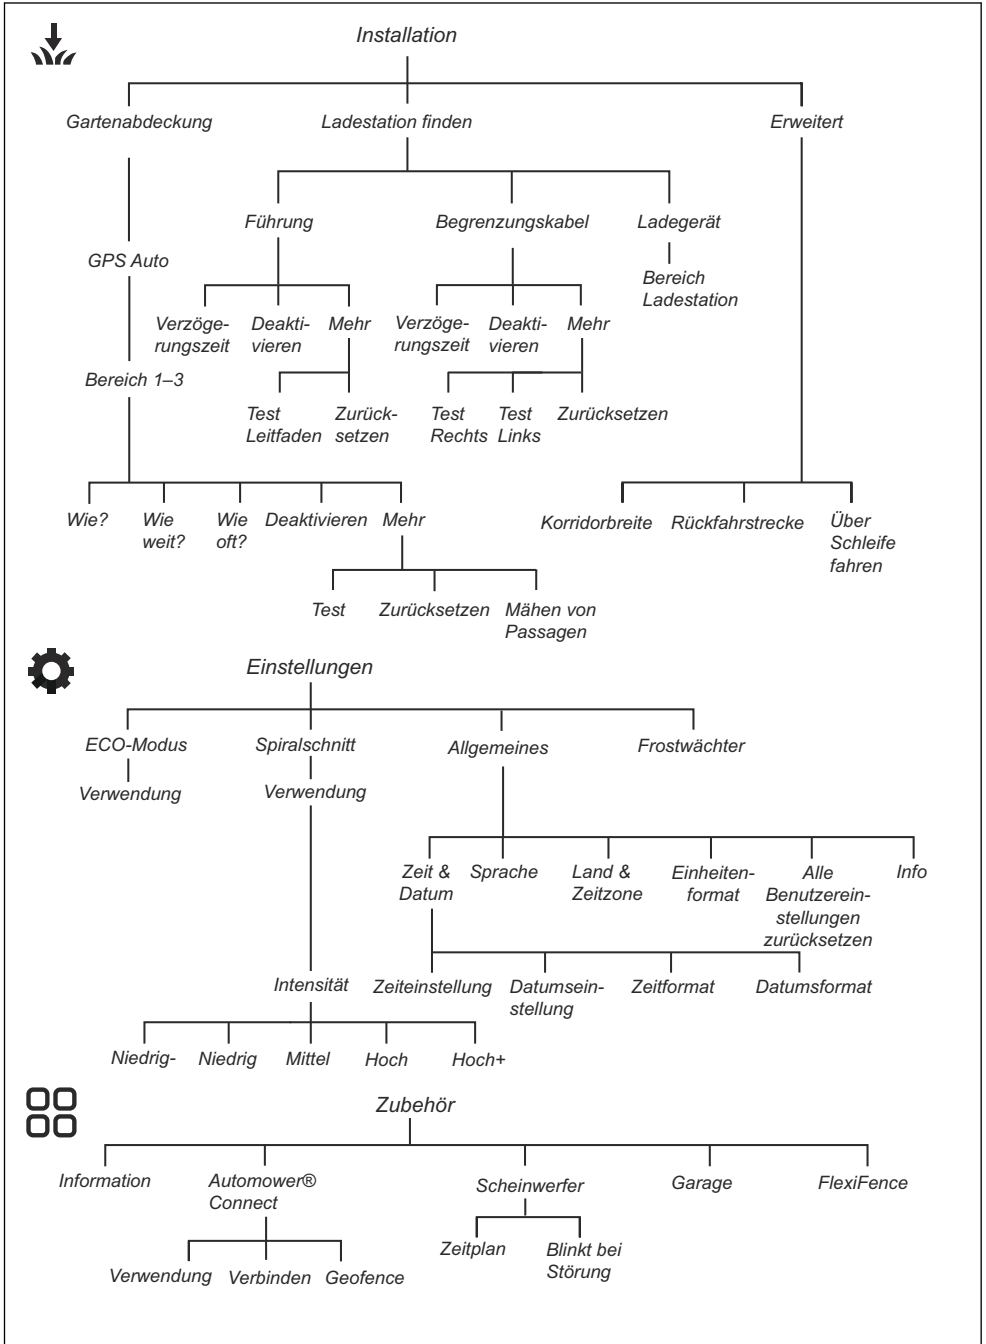 Installation
Gartenabdeckung
Ladestation finden
Erweitert
Führung
Begrenzungskabel
Ladegerät
GPS Auto
Bereich
Ladestation
Verzöge-
rungszeit
Deakti-
vieren
Mehr
Verzöge-
rungszeit
Deakti-
vieren
Mehr
Bereich 1–3
Test
Leitfaden
Zurück-
setzen
Test
Rechts
Test
Links
Zurücksetzen
Wie?
Wie
weit?
Wie
oft?
Deaktivieren
Mehr
Korridorbreite
Rückfahrstrecke
Über
Schleife
fahren
Test
Zurücksetzen
Mähen von
Passagen
Einstellungen
ECO-Modus
Spiralschnitt
Allgemeines
Frostwächter
Verwendung
Verwendung
Zeit &
Datum
Sprache
Land &
Zeitzone
Einheiten-
format
Alle
Benutzerein-
stellungen
zurücksetzen
Info
Intensität
Zeiteinstellung
Datumsein-
stellung
Zeitformat
Datumsformat
Niedrig-
Niedrig
Mittel
Hoch
Hoch+
Zubehör
Information
Automower®
Connect
Scheinwerfer
Garage
FlexiFence
Verwendung
Verbinden
Geofence
Zeitplan
Blinkt bei
Störung